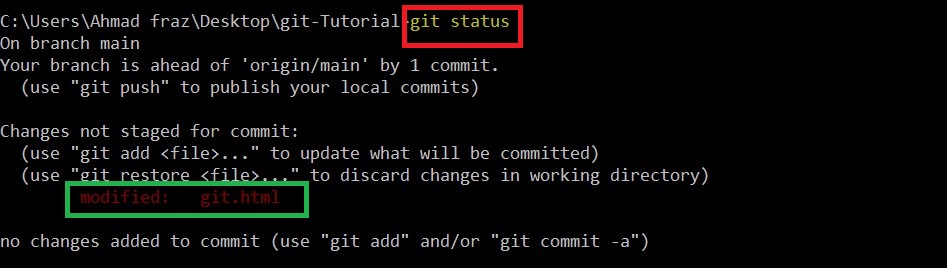 C:\Users\Ahmad fraz\Desktop\git-Tutorial>git status
On branch main
Your branch is ahead of 'origin/main' by 1 commit.
  (use "git push" to publish your local commits)

Changes not staged for commit:
  (use "git add <file>..." to update what will be committed)
  (use "git restore <file>..." to discard changes in working directory)
        modified:   git.html

no changes added to commit (use "git add" and/or "git commit -a")